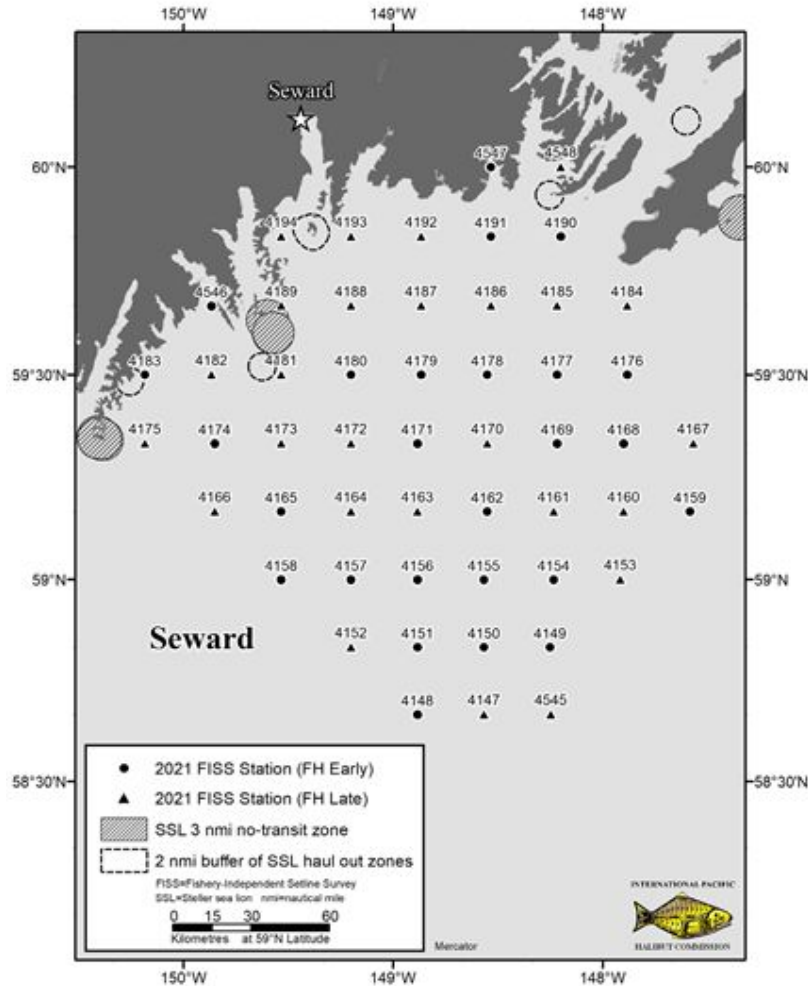 150°W 149°W 148°W
Seward
4547 4548
60°N 60°N
4194 4193 4192 4191 4190
4546 4189 4188 4187 4186 4185 4184
4183 4182 4181 4180 4179 4178 4177 4176
59°30'N 59°30'N
4175 4174 4173 4172 4171 4170 4169 4168 4167
4166 4165 4164 4163 4162 4161 4160 4159
4158 4157 4156 4155 4154 4153
59°N 59°N
4152 4151 4150 4149
Seward
4148 4147 4545
2021 FISS Station (FH Early)
58°30'N 58°30'N
2021 FISS Station (FH Late)
SSL 3 nmi no-transit zone
2 nmi buffer of SSL haul out zones
FISS=Fishery-Independent Setline Survey
SSL=Steller sea lion nmi=nautical mile
0 15 30 60
Kilometres at 59°N Latitude
Mercator
INTERNATIONAL PACIFIC
HALIBUT COMMISSION
150°W 149°W 148°W